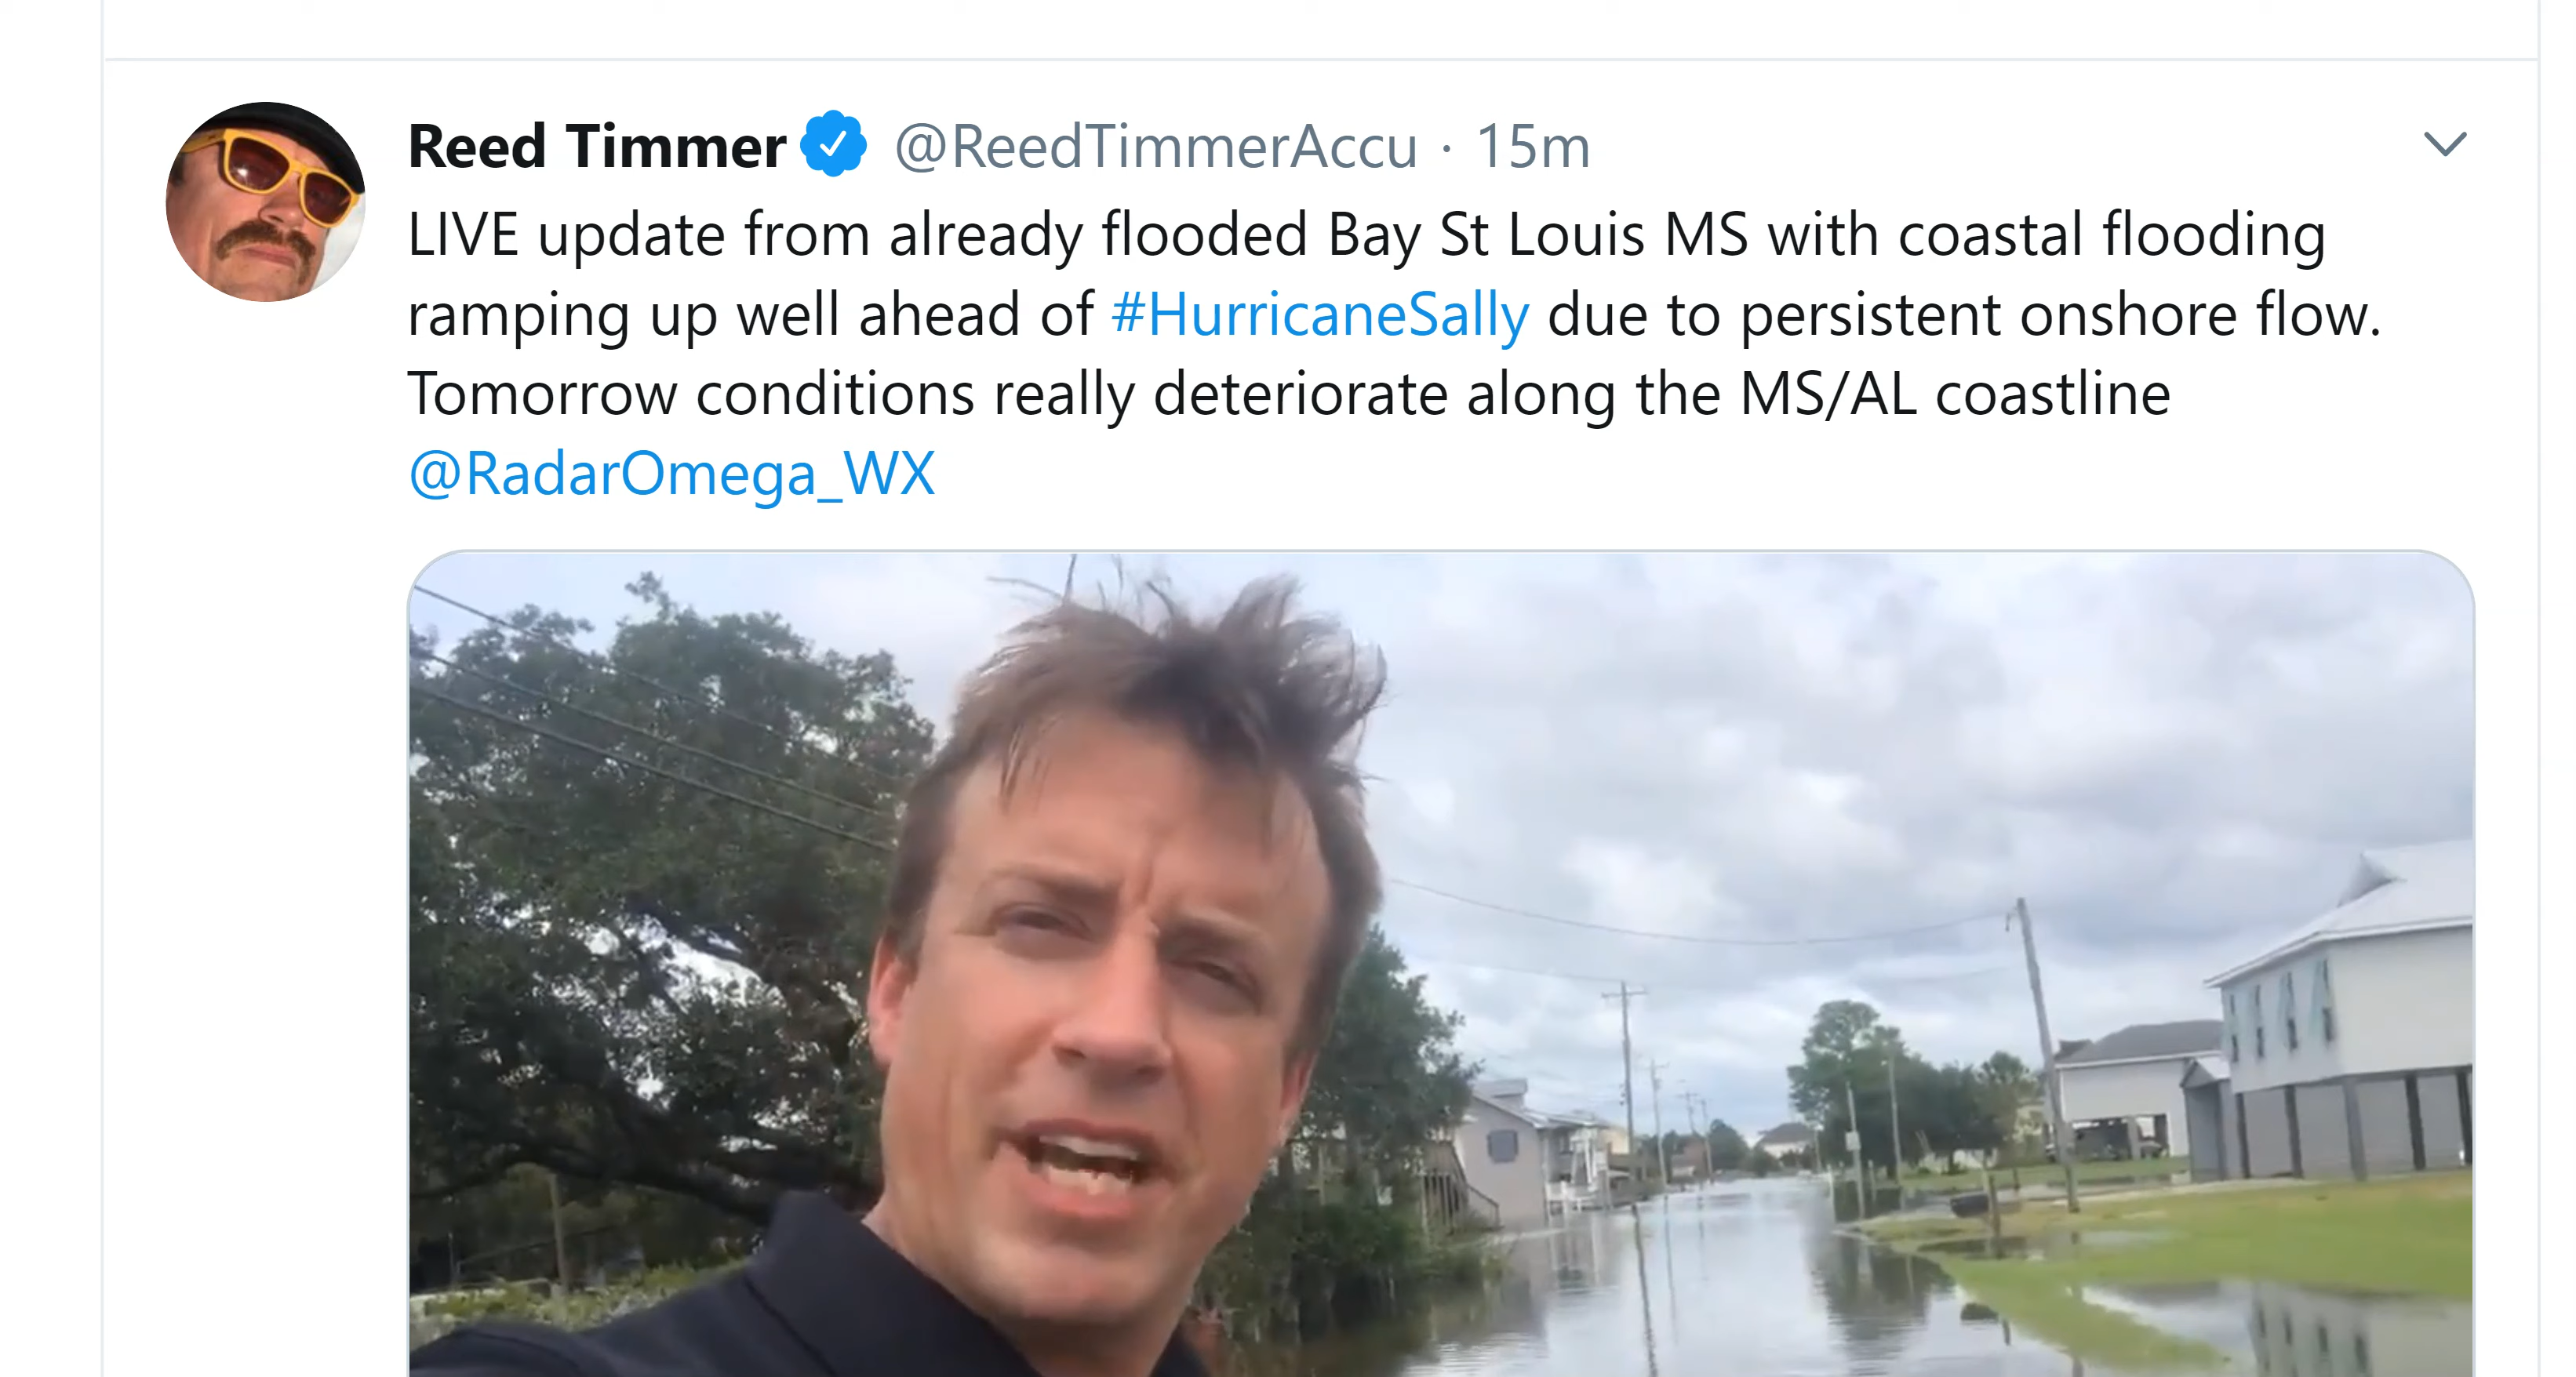 Reed Timmer @ReedTimmerAccu · 15m
LIVE update from already flooded Bay St Louis MS with coastal flooding
ramping up well ahead of #HurricaneSally due to persistent onshore flow.
Tomorrow conditions really deteriorate along the MS/AL coastline
@RadarOmega_WX